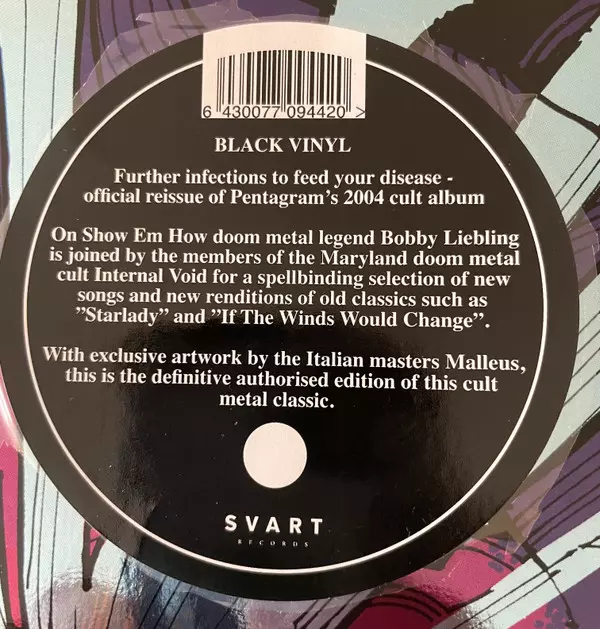 6 430077 094420 >
BLACK VINYL
Further infections to feed your disease -
official reissue of Pentagram's 2004 cult album
On Show Em How doom metal legend Bobby Liebling
is joined by the members of the Maryland doom metal
cult Internal Void for a spellbinding selection of new
songs and new renditions of old classics such as
”Starlady” and ”If The Winds Would Change”.
With exclusive artwork by the Italian masters Malleus,
this is the definitive authorised edition of this cult
metal classic.
SVART
RECORDS